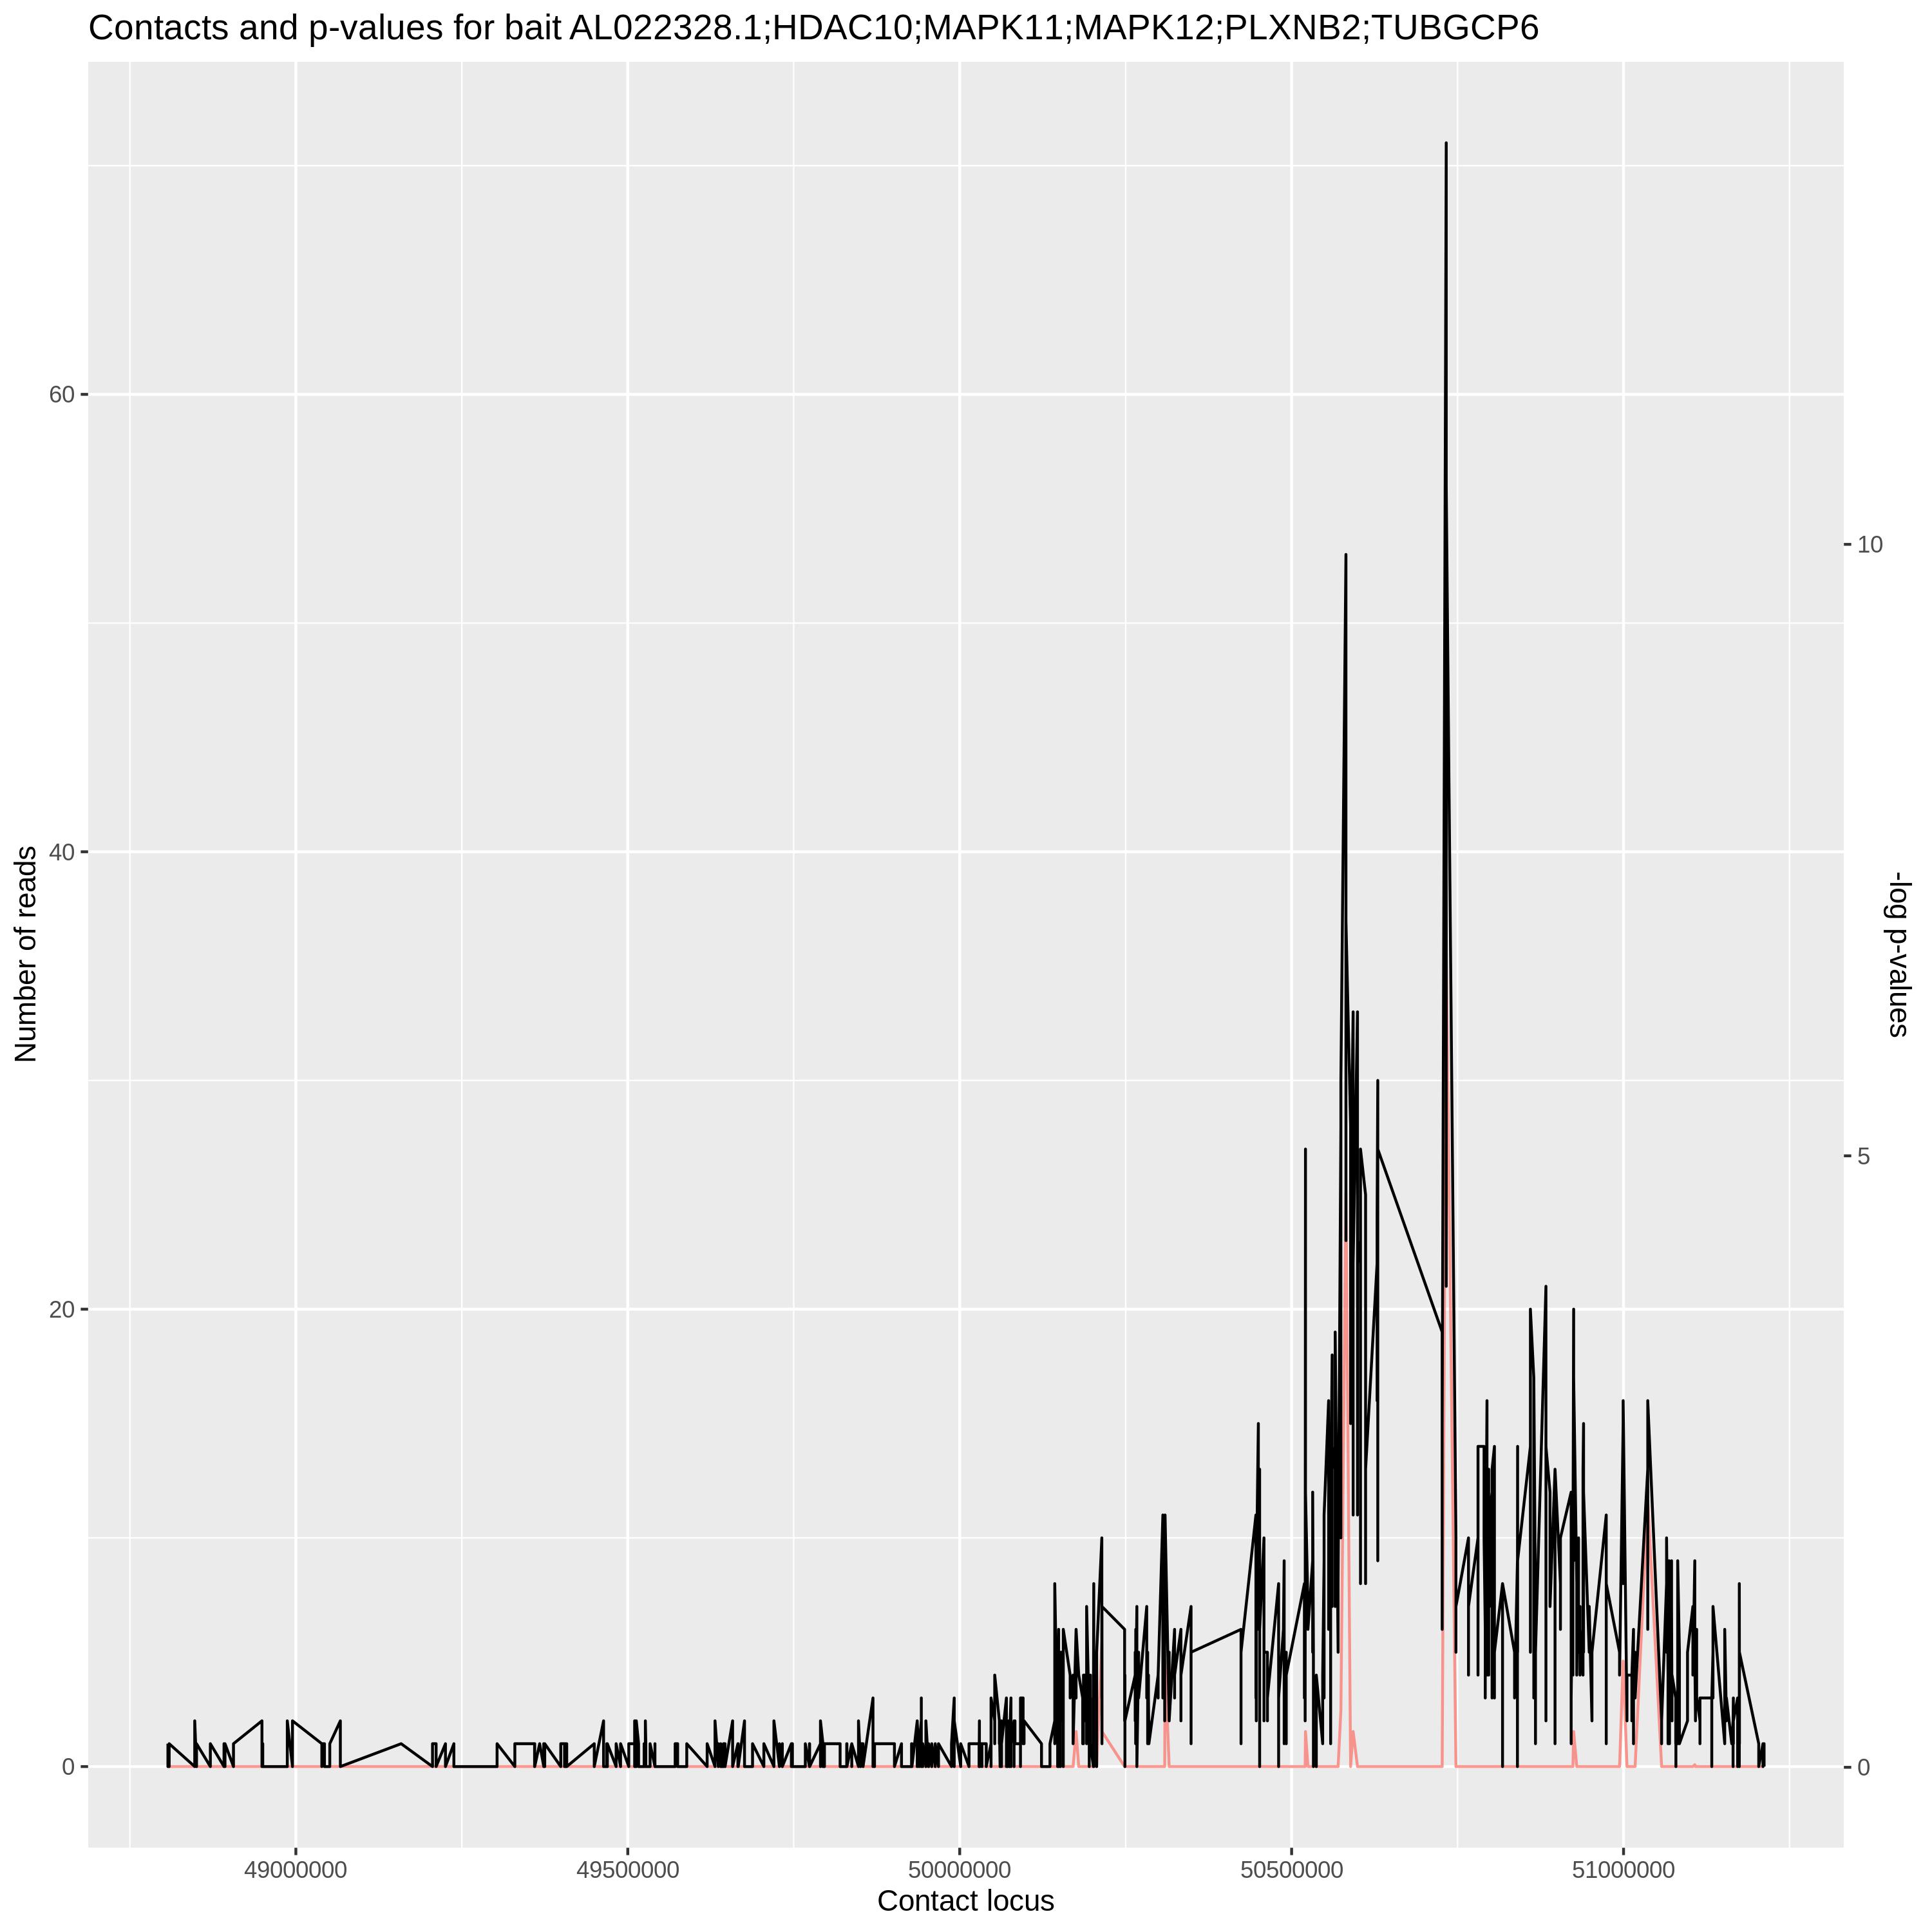 Contacts and p-values for bait AL022328.1;HDAC10;MAPK11;MAPK12;PLXNB2;TUBGCP6
60
40
20
0
Number of reads
10
5
0
-log p-values
49000000 49500000 50000000 50500000 51000000
Contact locus